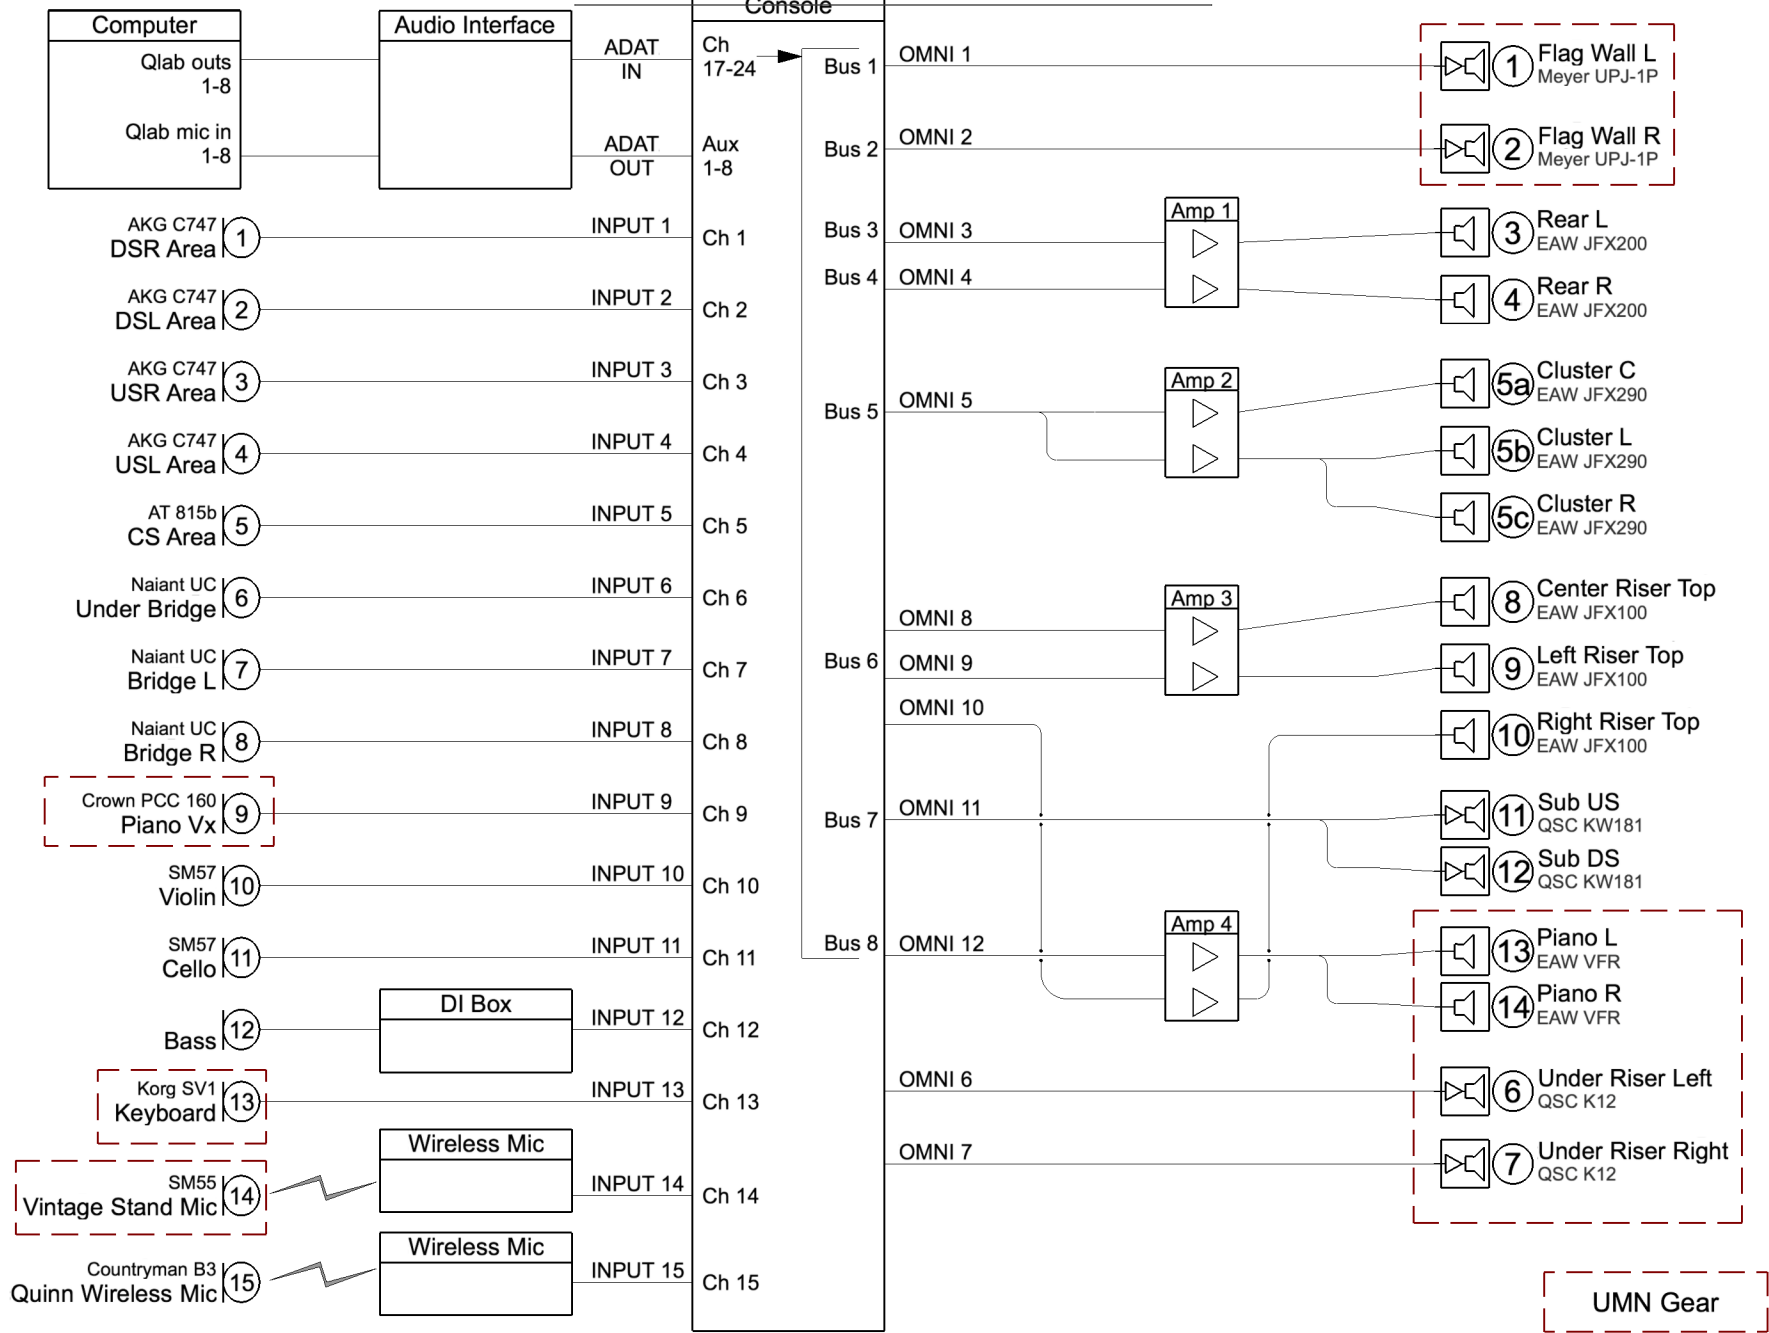 Console
Computer
Qlab outs
1-8
Qlab mic in
1-8
Audio Interface
ADAT
IN
ADAT
OUT
Ch
17-24
Aux
1-8
AKG C747
DSR Area
1
INPUT 1
Ch 1
AKG C747
DSL Area
2
INPUT 2
Ch 2
AKG C747
USR Area
3
INPUT 3
Ch 3
AKG C747
USL Area
4
INPUT 4
Ch 4
AT 815b
CS Area
5
INPUT 5
Ch 5
Naiant UC
Under Bridge
6
INPUT 6
Ch 6
Naiant UC
Bridge L
7
INPUT 7
Ch 7
Naiant UC
Bridge R
8
INPUT 8
Ch 8
Crown PCC 160
Piano Vx
9
INPUT 9
Ch 9
SM57
Violin
10
INPUT 10
Ch 10
SM57
Cello
11
INPUT 11
Ch 11
Bass
12
DI Box
INPUT 12
Ch 12
Korg SV1
Keyboard
13
INPUT 13
Ch 13
SM55
Vintage Stand Mic
14
Wireless Mic
INPUT 14
Ch 14
Countryman B3
Quinn Wireless Mic
15
Wireless Mic
INPUT 15
Ch 15
Bus 1
OMNI 1
1
Flag Wall L
Meyer UPJ-1P
Bus 2
OMNI 2
2
Flag Wall R
Meyer UPJ-1P
Bus 3
OMNI 3
Bus 4
OMNI 4
Amp 1
3
Rear L
EAW JFX200
4
Rear R
EAW JFX200
Bus 5
OMNI 5
Amp 2
5a
Cluster C
EAW JFX290
5b
Cluster L
EAW JFX290
5c
Cluster R
EAW JFX290
Bus 6
OMNI 8
OMNI 9
OMNI 10
Amp 3
8
Center Riser Top
EAW JFX100
9
Left Riser Top
EAW JFX100
10
Right Riser Top
EAW JFX100
Bus 7
OMNI 11
11
Sub US
QSC KW181
12
Sub DS
QSC KW181
Bus 8
OMNI 12
Amp 4
13
Piano L
EAW VFR
14
Piano R
EAW VFR
OMNI 6
6
Under Riser Left
QSC K12
OMNI 7
7
Under Riser Right
QSC K12
UMN Gear